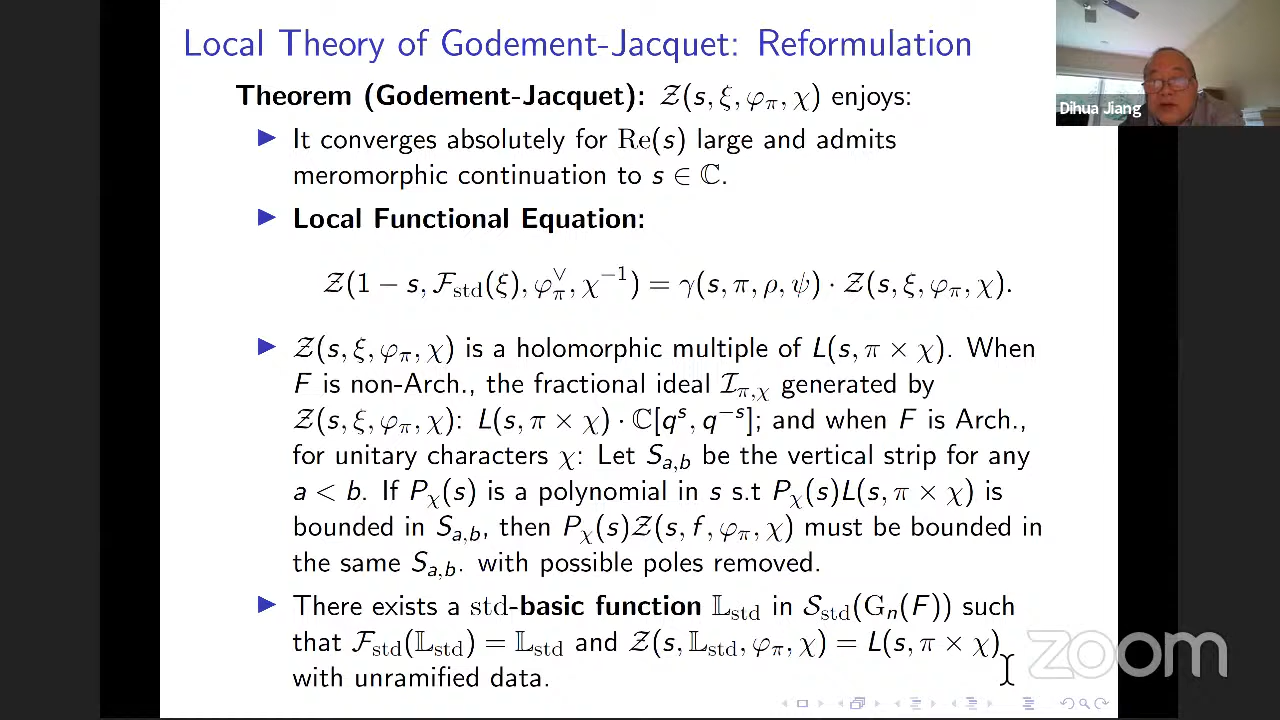 Local Theory of Godement-Jacquet: Reformulation
Theorem (Godement-Jacquet): 𝒵(s, ξ, φ_π, χ) enjoys:
▶ It converges absolutely for Re(s) large and admits
meromorphic continuation to s ∈ ℂ.
▶ Local Functional Equation:
𝒵(1 − s, ℱ_std(ξ), φ_π^∨, χ^{−1}) = γ(s, π, ρ, ψ) · 𝒵(s, ξ, φ_π, χ).
▶ 𝒵(s, ξ, φ_π, χ) is a holomorphic multiple of L(s, π × χ). When
F is non-Arch., the fractional ideal ℐ_{π,χ} generated by
𝒵(s, ξ, φ_π, χ): L(s, π × χ) · ℂ[q^s, q^{−s}]; and when F is Arch.,
for unitary characters χ: Let S_{a,b} be the vertical strip for any
a < b. If P_χ(s) is a polynomial in s s.t P_χ(s)L(s, π × χ) is
bounded in S_{a,b}, then P_χ(s)𝒵(s, f, φ_π, χ) must be bounded in
the same S_{a,b}. with possible poles removed.
▶ There exists a std-basic function 𝕃_std in 𝒮_std(G_n(F)) such
that ℱ_std(𝕃_std) = 𝕃_std and 𝒵(s, 𝕃_std, φ_π, χ) = L(s, π × χ)
with unramified data.
Dihua Jiang
zoom